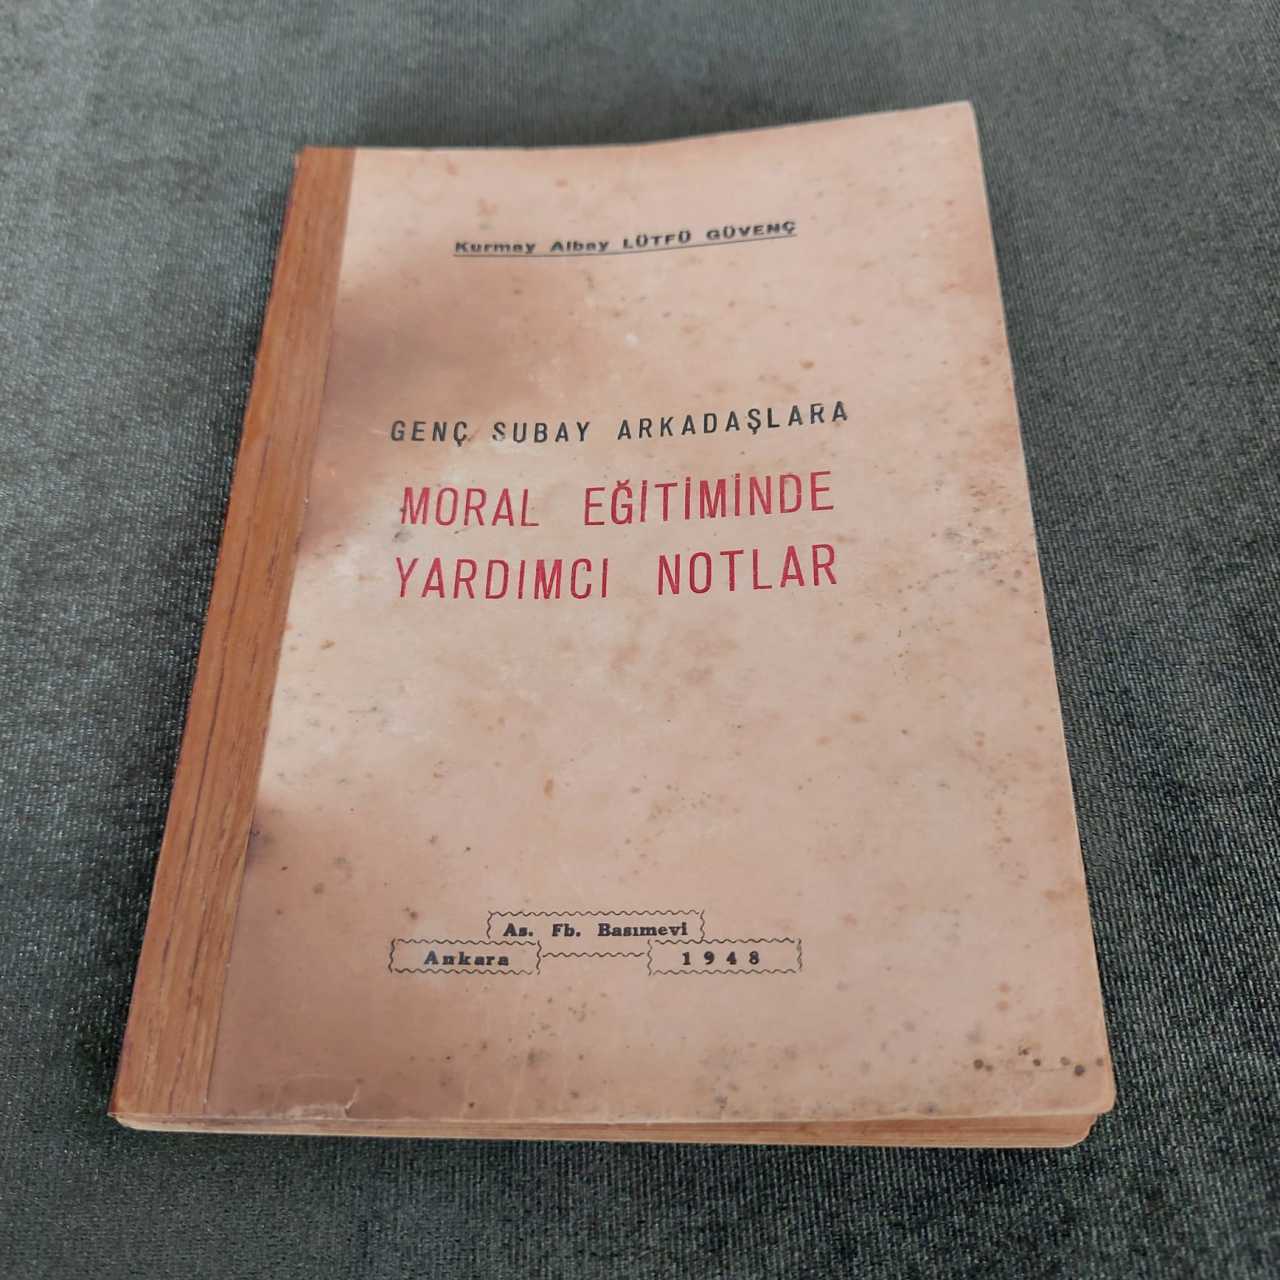 Kurmay Albay LÜTFÜ GÜVENÇ
GENÇ SUBAY ARKADAŞLARA
MORAL EĞİTİMİNDE
YARDIMCI NOTLAR
As. Fb. Basımevi
Ankara 1948